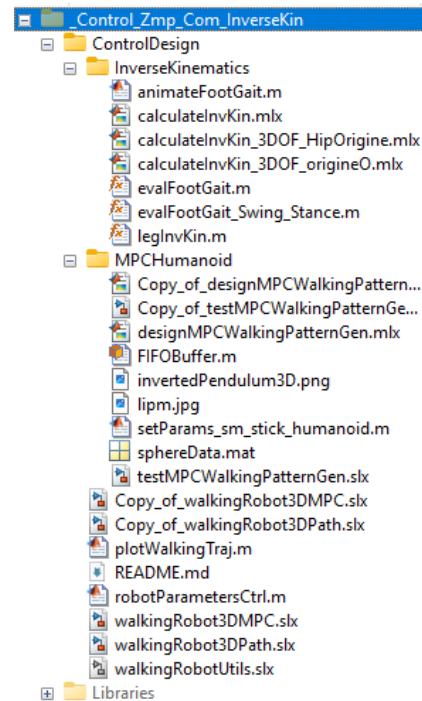 _Control_Zmp_Com_InverseKin
ControlDesign
InverseKinematics
animateFootGait.m
calculateInvKin.mlx
calculateInvKin_3DOF_HipOrigine.mlx
calculateInvKin_3DOF_origineO.mlx
evalFootGait.m
evalFootGait_Swing_Stance.m
legInvKin.m
MPCHumanoid
Copy_of_designMPCWalkingPattern...
Copy_of_testMPCWalkingPatternGe...
designMPCWalkingPatternGen.mlx
FIFOBuffer.m
invertedPendulum3D.png
lipm.jpg
setParams_sm_stick_humanoid.m
sphereData.mat
testMPCWalkingPatternGen.slx
Copy_of_walkingRobot3DMPC.slx
Copy_of_walkingRobot3DPath.slx
plotWalkingTraj.m
README.md
robotParametersCtrl.m
walkingRobot3DMPC.slx
walkingRobot3DPath.slx
walkingRobotUtils.slx
Libraries